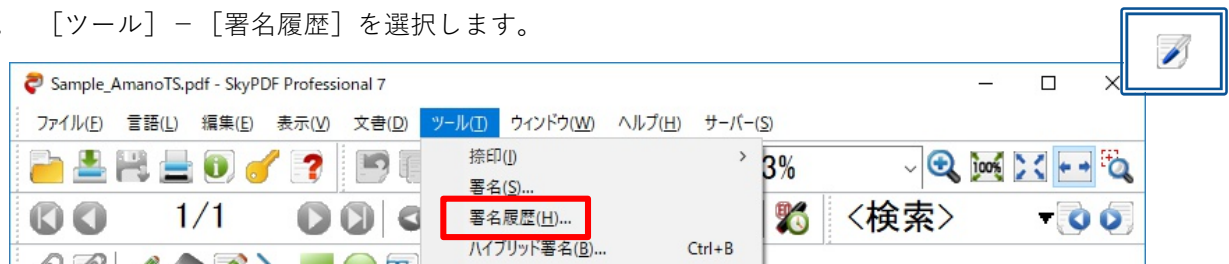 ［ツール］－［署名履歴］を選択します。
Sample_AmanoTS.pdf - SkyPDF Professional 7
ファイル(F) 言語(L) 編集(E) 表示(V) 文書(D) ツール(T) ウィンドウ(W) ヘルプ(H) サーバー(S)
捺印(J)
3%
100%
署名(S)...
1/1
署名履歴(H)...
<検索>
ハイブリッド署名(B)... Ctrl+B